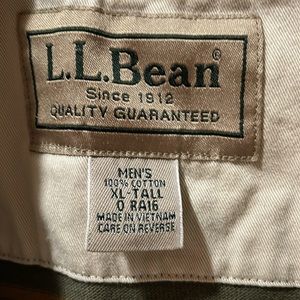 L.L.Bean®
Since 1912
QUALITY GUARANTEED
MEN'S
100% COTTON
XL-TALL
0 RA16
MADE IN VIETNAM
CARE ON REVERSE